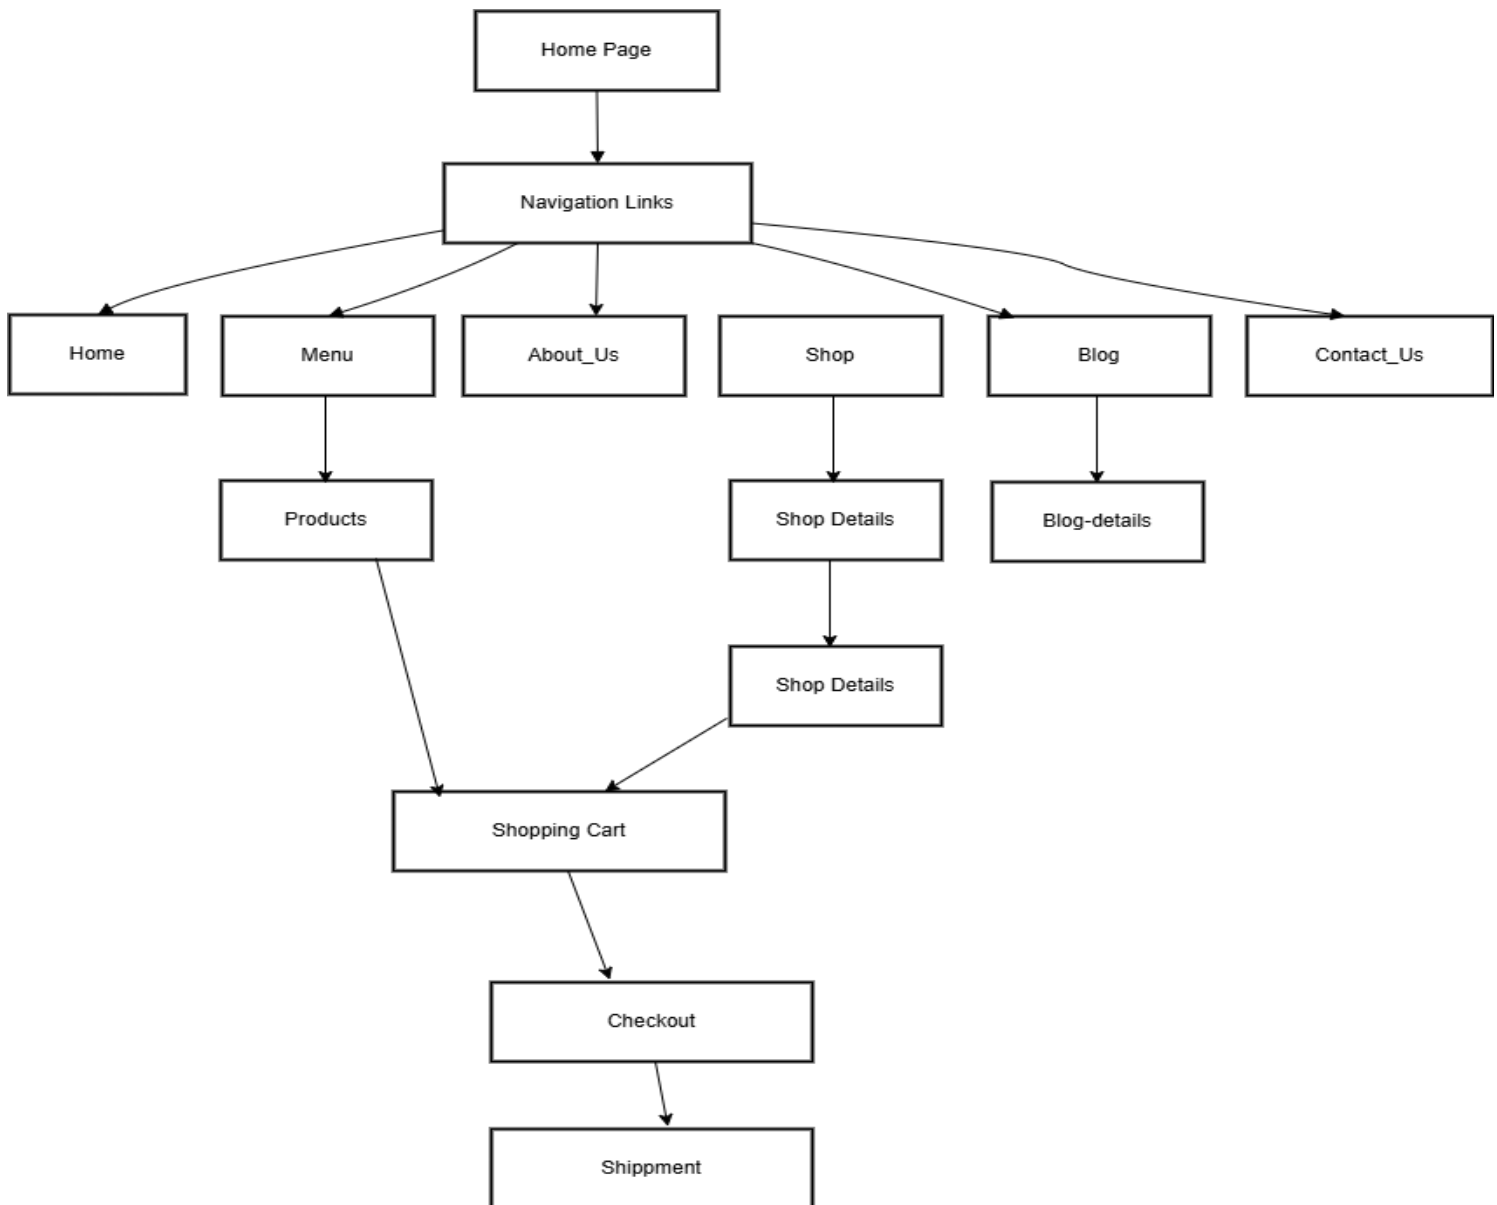 Home Page
Navigation Links
Home
Menu
About_Us
Shop
Blog
Contact_Us
Products
Shop Details
Blog-details
Shop Details
Shopping Cart
Checkout
Shippment